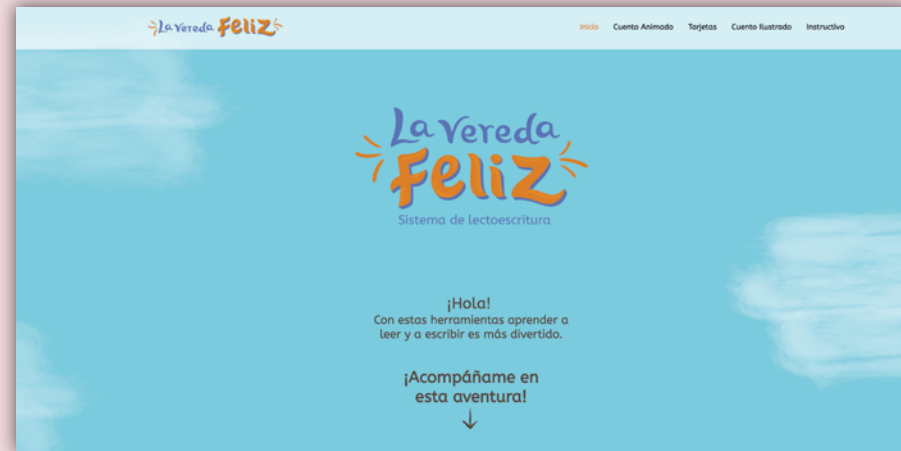 La Vereda Feliz
Inicio Cuento Animado Tarjetas Cuento Ilustrado Instructivo
La Vereda
Feliz
Sistema de lectoescritura
¡Hola!
Con estas herramientas aprender a
leer y a escribir es más divertido.
¡Acompáñame en
esta aventura!